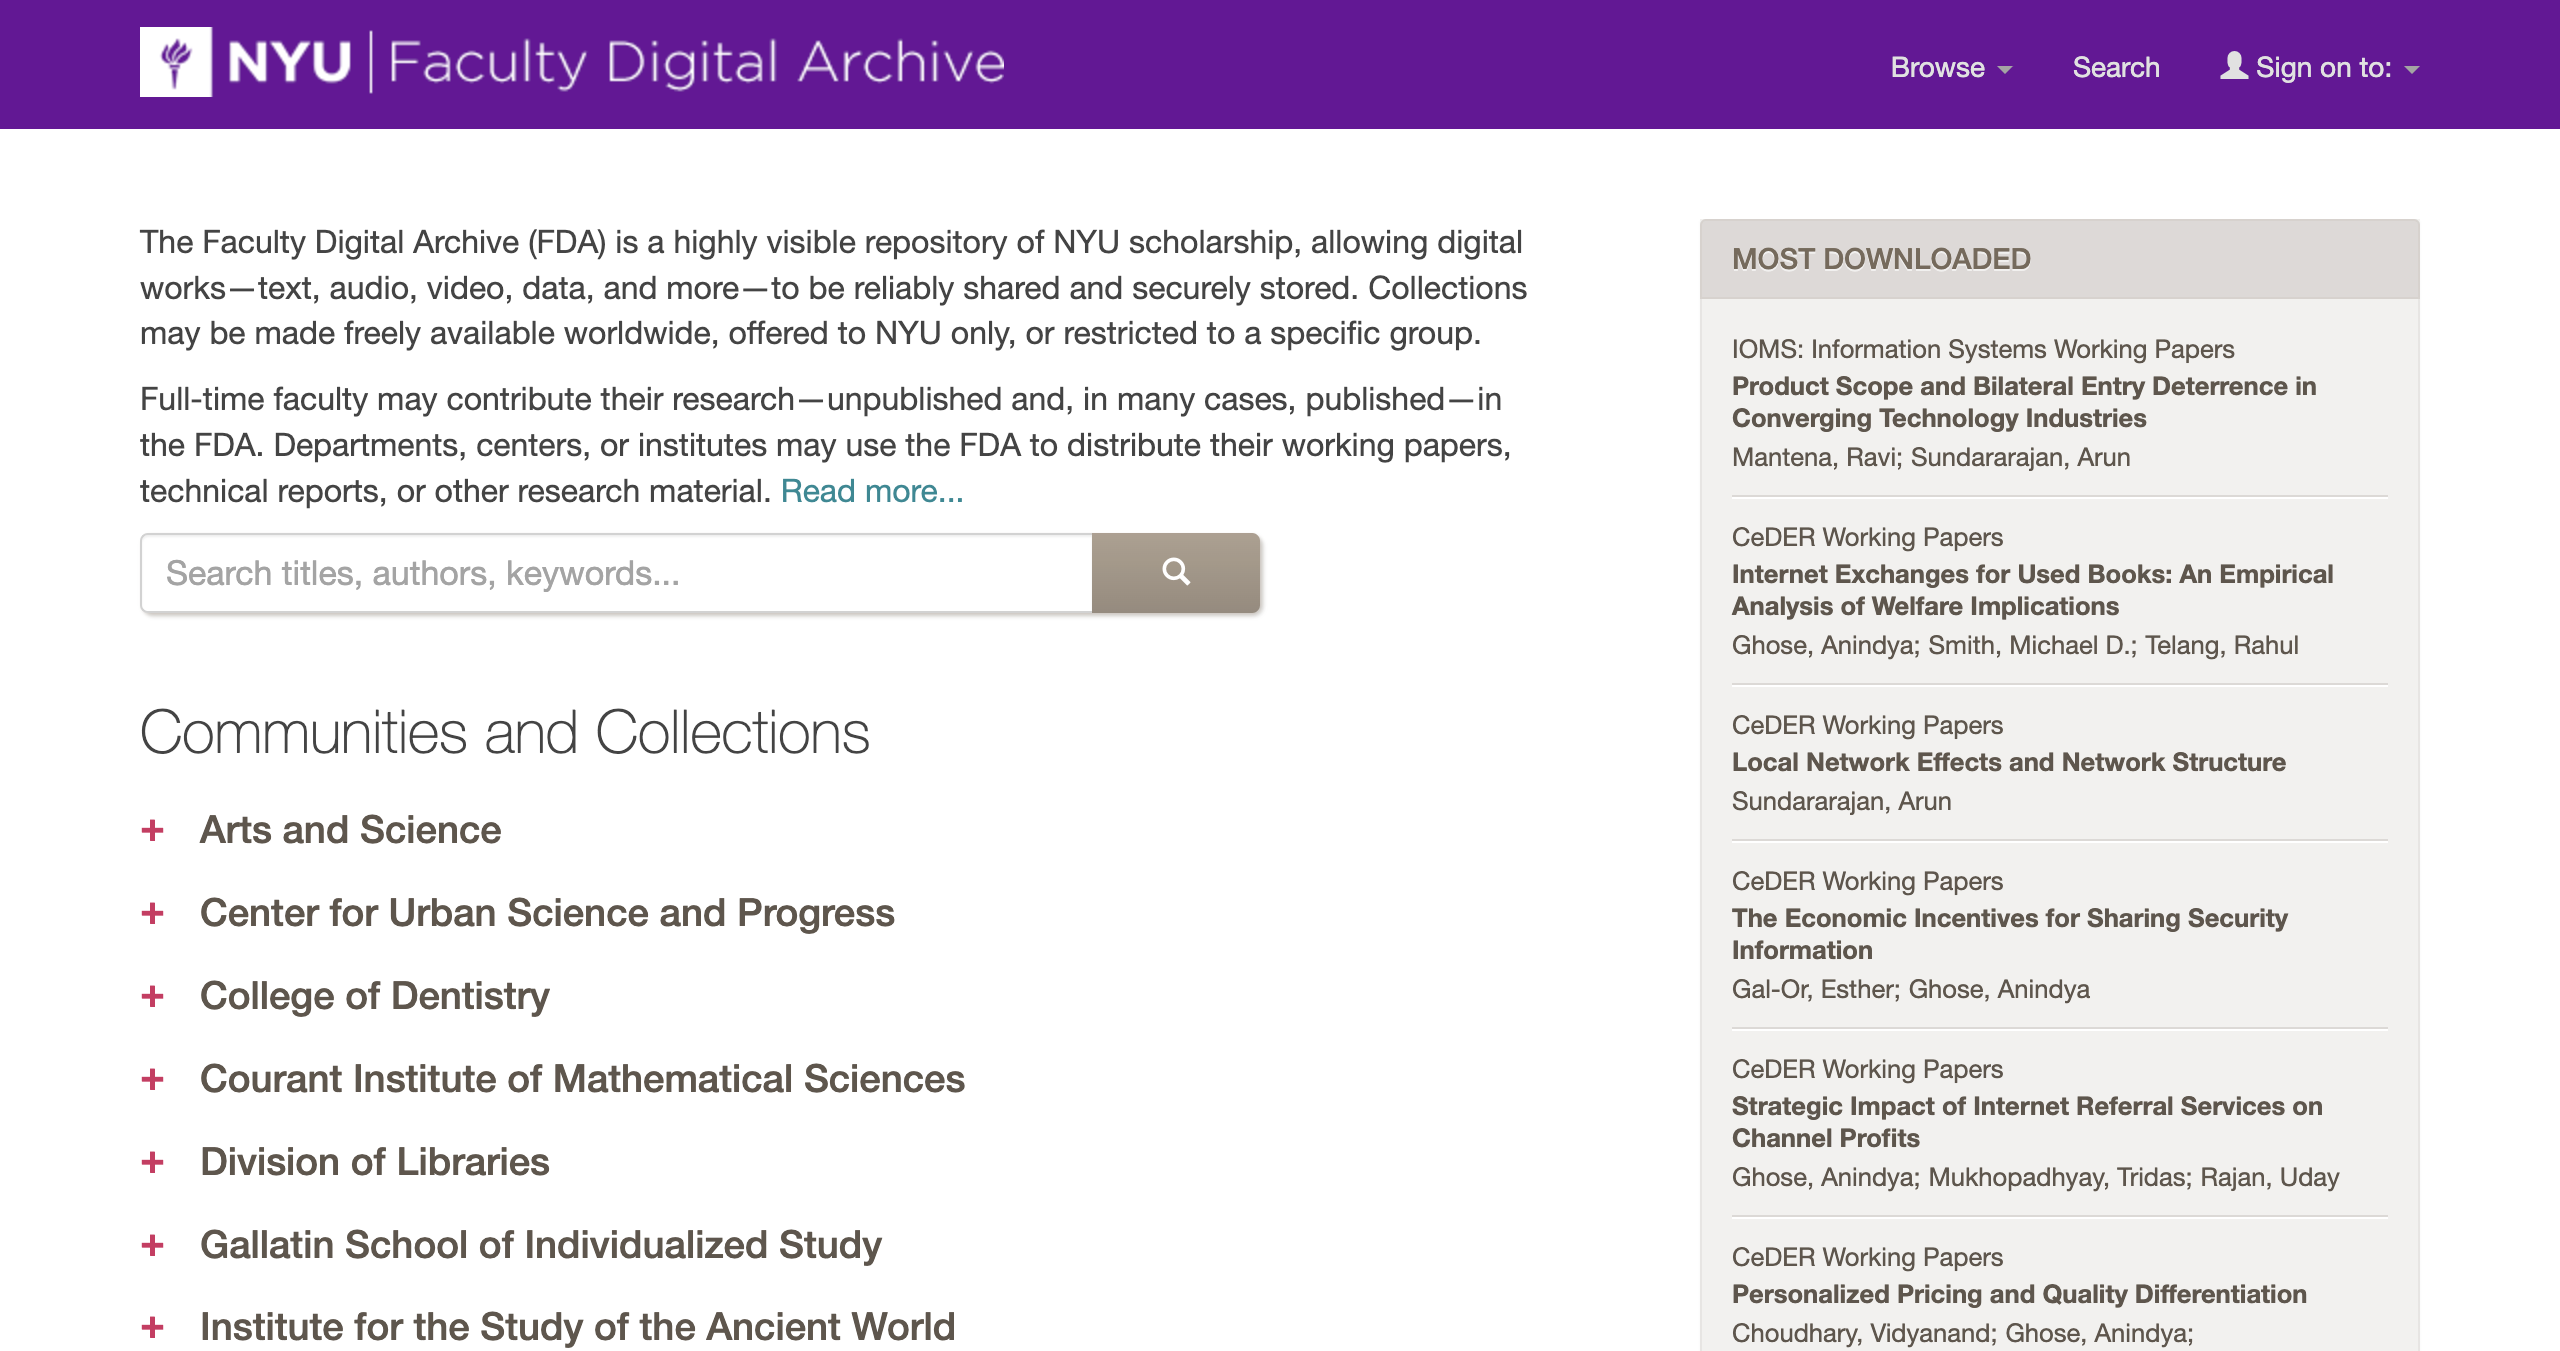 NYU | Faculty Digital Archive
Browse
Search
Sign on to:
The Faculty Digital Archive (FDA) is a highly visible repository of NYU scholarship, allowing digital
works—text, audio, video, data, and more—to be reliably shared and securely stored. Collections
may be made freely available worldwide, offered to NYU only, or restricted to a specific group.
Full-time faculty may contribute their research—unpublished and, in many cases, published—in
the FDA. Departments, centers, or institutes may use the FDA to distribute their working papers,
technical reports, or other research material. Read more...
Search titles, authors, keywords...
Communities and Collections
+ Arts and Science
+ Center for Urban Science and Progress
+ College of Dentistry
+ Courant Institute of Mathematical Sciences
+ Division of Libraries
+ Gallatin School of Individualized Study
+ Institute for the Study of the Ancient World
MOST DOWNLOADED
IOMS: Information Systems Working Papers
Product Scope and Bilateral Entry Deterrence in
Converging Technology Industries
Mantena, Ravi; Sundararajan, Arun
CeDER Working Papers
Internet Exchanges for Used Books: An Empirical
Analysis of Welfare Implications
Ghose, Anindya; Smith, Michael D.; Telang, Rahul
CeDER Working Papers
Local Network Effects and Network Structure
Sundararajan, Arun
CeDER Working Papers
The Economic Incentives for Sharing Security
Information
Gal-Or, Esther; Ghose, Anindya
CeDER Working Papers
Strategic Impact of Internet Referral Services on
Channel Profits
Ghose, Anindya; Mukhopadhyay, Tridas; Rajan, Uday
CeDER Working Papers
Personalized Pricing and Quality Differentiation
Choudhary, Vidyanand; Ghose, Anindya;